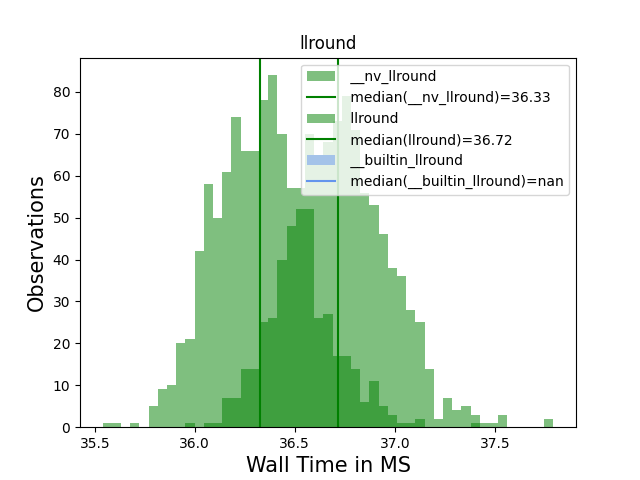 llround
__nv_llround
median(__nv_llround)=36.33
llround
median(llround)=36.72
__builtin_llround
median(__builtin_llround)=nan
Observations
80
70
60
50
40
30
20
10
0
35.5 36.0 36.5 37.0 37.5
Wall Time in MS